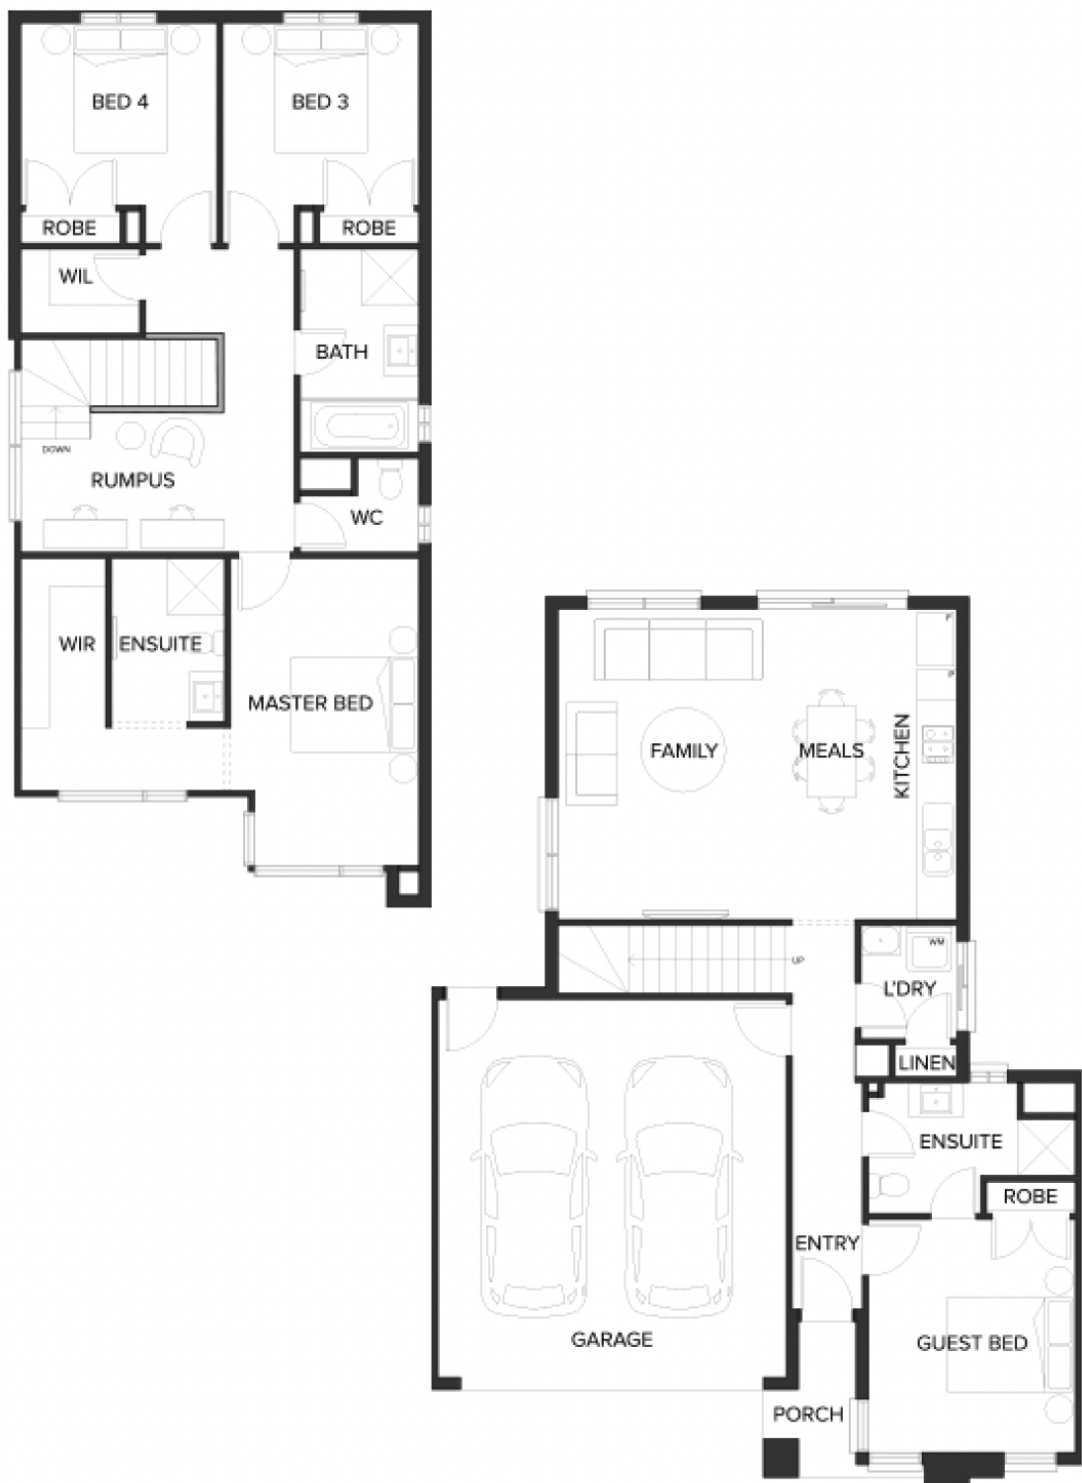 BED 4
BED 3
ROBE
ROBE
WIL
BATH
DOWN
RUMPUS
WC
WIR
ENSUITE
MASTER BED
FAMILY
MEALS
KITCHEN
F
P
UP
WM
L'DRY
LINEN
ENSUITE
ROBE
ENTRY
GARAGE
GUEST BED
PORCH